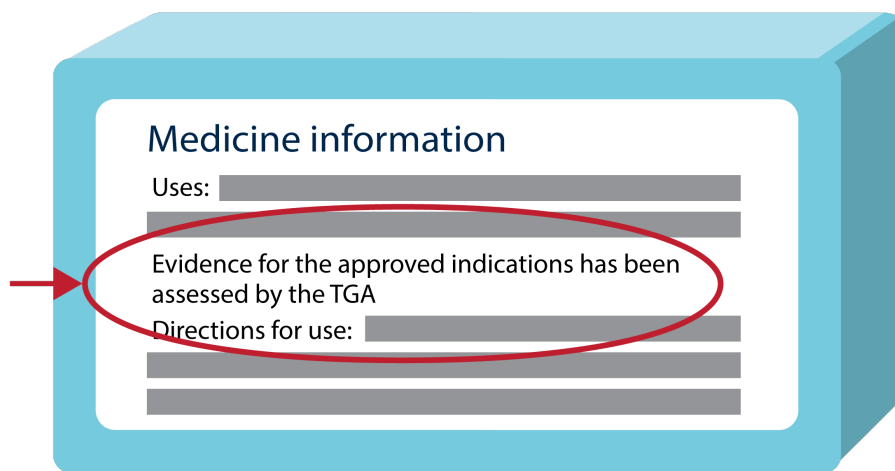 Medicine information
Uses:
Evidence for the approved indications has been
assessed by the TGA
Directions for use: